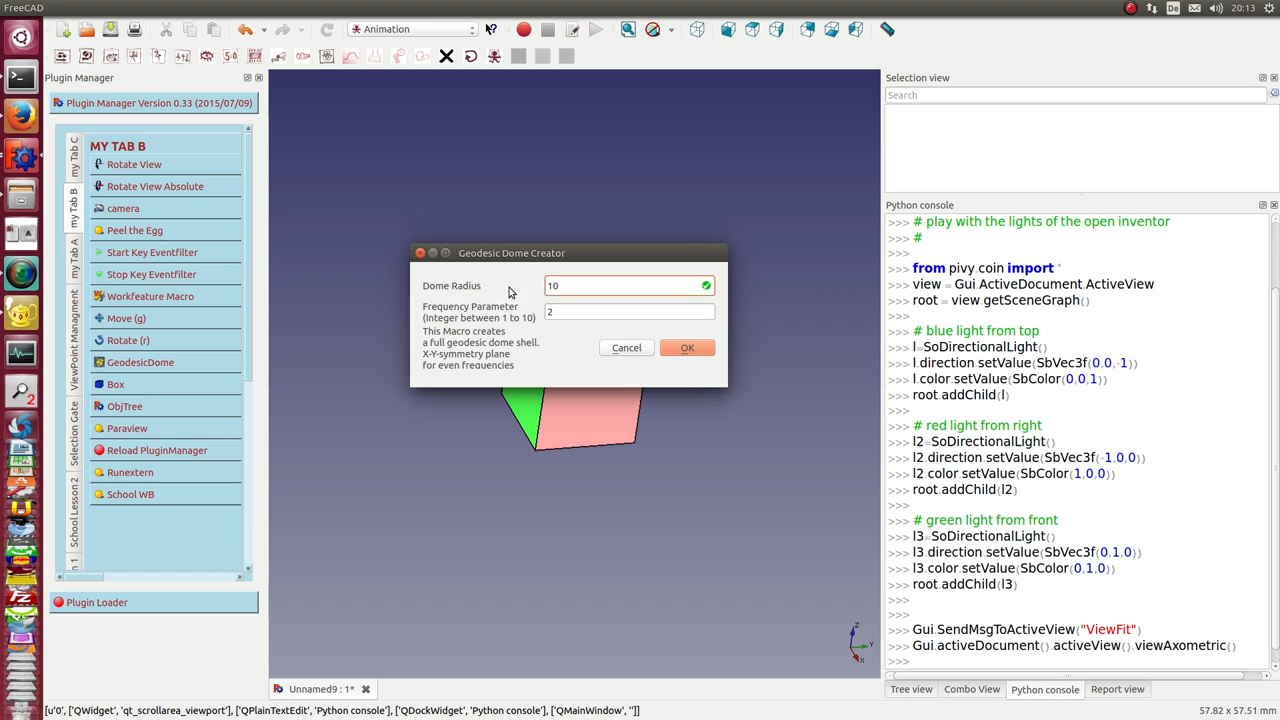 FreeCAD
De
20:13
Animation
Plugin Manager
Plugin Manager Version 0.33 (2015/07/09)
my Tab C
my Tab B
my Tab A
ViewPoint Managment
Selection Gate
School Lesson 2
MY TAB B
Rotate View
Rotate View Absolute
camera
Peel the Egg
Start Key Eventfilter
Stop Key Eventfilter
Workfeature Macro
Move (g)
Rotate (r)
GeodesicDome
Box
ObjTree
Paraview
Reload PluginManager
Runextern
School WB
Plugin Loader
Geodesic Dome Creator
Dome Radius
10
Frequency Parameter
(Integer between 1 to 10)
2
This Macro creates
a full geodesic dome shell.
X-Y-symmetry plane
for even frequencies
Cancel
OK
Z
Y
X
Unnamed9 : 1*
Selection view
Search
Python console
>>> # play with the lights of the open inventor
>>> #
>>>
>>> from pivy.coin import *
>>> view = Gui.ActiveDocument.ActiveView
>>> root = view.getSceneGraph()
>>>
>>> # blue light from top
>>> l=SoDirectionalLight()
>>> l.direction.setValue(SbVec3f(0,0,-1))
>>> l.color.setValue(SbColor(0,0,1))
>>> root.addChild(l)
>>>
>>> # red light from right
>>> l2=SoDirectionalLight()
>>> l2.direction.setValue(SbVec3f(-1,0,0))
>>> l2.color.setValue(SbColor(1,0,0))
>>> root.addChild(l2)
>>>
>>> # green light from front
>>> l3=SoDirectionalLight()
>>> l3.direction.setValue(SbVec3f(0,1,0))
>>> l3.color.setValue(SbColor(0,1,0))
>>> root.addChild(l3)
>>>
>>>
>>> Gui.SendMsgToActiveView("ViewFit")
>>> Gui.activeDocument().activeView().viewAxometric()
>>>
Tree view
Combo View
Python console
Report view
[u'0', ['QWidget', 'qt_scrollarea_viewport'], ['QPlainTextEdit', 'Python console'], ['QDockWidget', 'Python console'], ['QMainWindow', '']]
57.82 x 57.51 mm